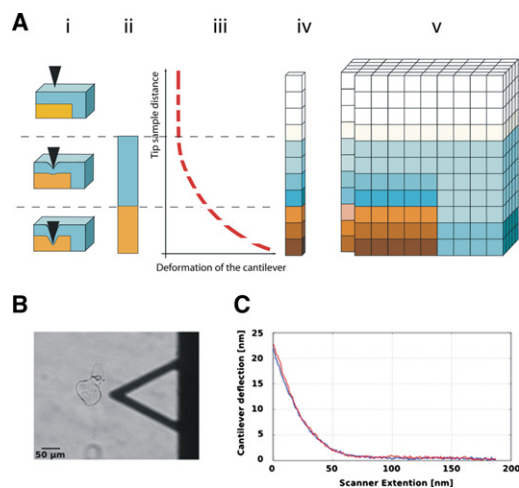 A
i ii iii iv v
Tip sample distance
Deformation of the cantilever
B
50 µm
C
Cantilever deflection [nm]
25
20
15
10
5
0
0 50 100 150 200
Scanner Extention [nm]